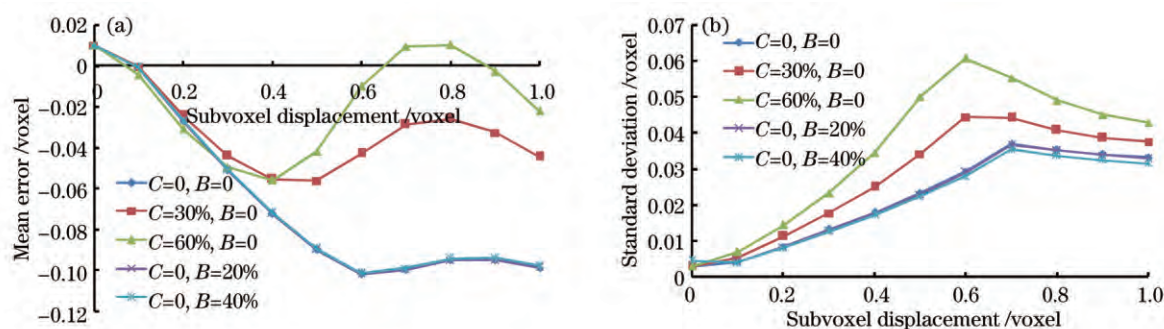 (a)
Mean error /voxel
0.02
0
−0.02
−0.04
−0.06
−0.08
−0.10
−0.12
0 0.2 0.4 0.6 0.8 1.0
Subvoxel displacement /voxel
C=0, B=0
C=30%, B=0
C=60%, B=0
C=0, B=20%
C=0, B=40%
(b)
Standard deviation /voxel
0.07
0.06
0.05
0.04
0.03
0.02
0.01
0
0 0.2 0.4 0.6 0.8 1.0
Subvoxel displacement /voxel
C=0, B=0
C=30%, B=0
C=60%, B=0
C=0, B=20%
C=0, B=40%